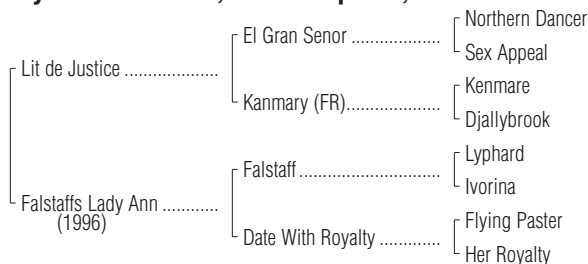 Northern Dancer
El Gran Senor
Sex Appeal
Lit de Justice
Kenmare
Kanmary (FR)
Djallybrook
Lyphard
Falstaff
Ivorina
Falstaffs Lady Ann
(1996)
Flying Paster
Date With Royalty
Her Royalty